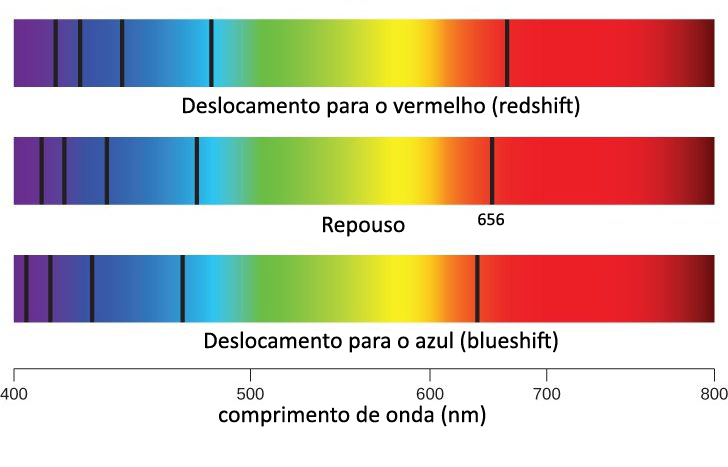 Deslocamento para o vermelho (redshift)
Repouso
656
Deslocamento para o azul (blueshift)
400 500 600 700 800
comprimento de onda (nm)